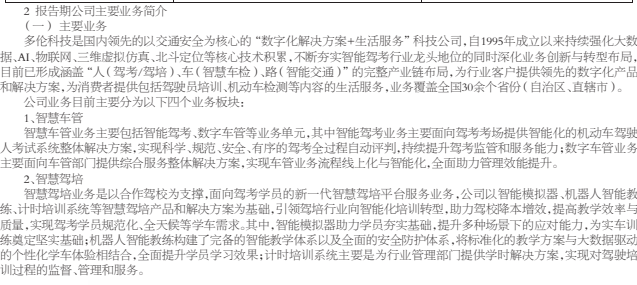 2 报告期公司主要业务简介
（一） 主要业务
多伦科技是国内领先的以交通安全为核心的“数字化解决方案+生活服务”科技公司，自1995年成立以来持续强化大数
据、AI、物联网、三维虚拟仿真、北斗定位等核心技术积累，不断夯实智能驾考行业龙头地位的同时深化业务创新与转型布局，
目前已形成涵盖“人（驾考/驾培）、车（智慧车检）、路（智能交通）”的完整产业链布局，为行业客户提供领先的数字化产品
和解决方案，为消费者提供包括驾驶员培训、机动车检测等内容的生活服务，业务覆盖全国30余个省份（自治区、直辖市）。
公司业务目前主要分为以下四个业务板块：
1、智慧车管
智慧车管业务主要包括智能驾考、数字车管等业务单元，其中智能驾考业务主要面向驾考考场提供智能化的机动车驾驶
人考试系统整体解决方案，实现科学、规范、安全、有序的驾考全过程自动评判，持续提升驾考监管和服务能力；数字车管业务
主要面向车管部门提供综合服务整体解决方案，实现车管业务流程线上化与智能化，全面助力管理效能提升。
2、智慧驾培
智慧驾培业务是以合作驾校为支撑，面向驾考学员的新一代智慧驾培平台服务业务，公司以智能模拟器、机器人智能教
练、计时培训系统等智慧驾培产品和解决方案为基础，引领驾培行业向智能化培训转型，助力驾校降本增效，提高教学效率与
质量，实现驾考学员规范化、全天候等学车需求。其中，智能模拟器助力学员夯实基础，提升多种场景下的应对能力，为实车训
练奠定坚实基础；机器人智能教练构建了完备的智能教学体系以及全面的安全防护体系，将标准化的教学方案与大数据驱动
的个性化学车体验相结合，全面提升学员学习效果；计时培训系统主要是为行业管理部门提供学时解决方案，实现对驾驶培
训过程的监督、管理和服务。